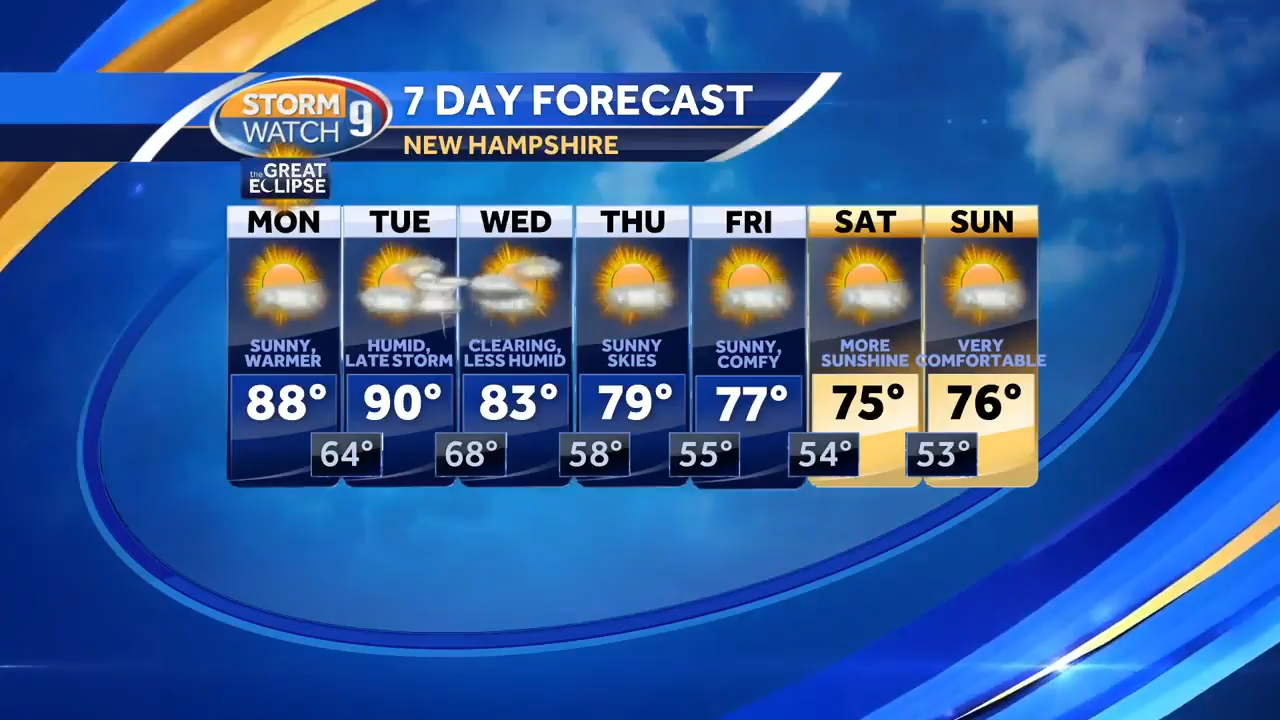 STORM
WATCH 9
7 DAY FORECAST
NEW HAMPSHIRE
the GREAT
ECLIPSE
MON TUE WED THU FRI SAT SUN
SUNNY, HUMID, CLEARING, SUNNY SUNNY, MORE VERY
WARMER LATE STORM LESS HUMID SKIES COMFY SUNSHINE COMFORTABLE
88° 90° 83° 79° 77° 75° 76°
64° 68° 58° 55° 54° 53°